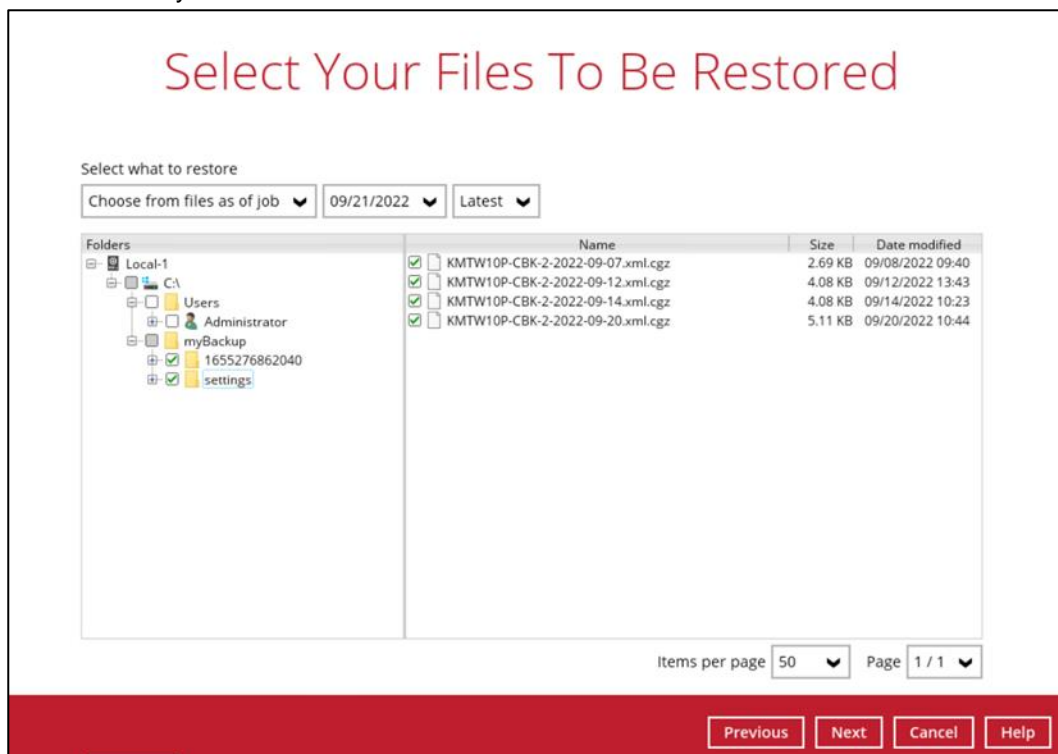 Select Your Files To Be Restored
Select what to restore
Choose from files as of job 09/21/2022 Latest
Folders Name Size Date modified
Local-1
C:\
Users
Administrator
myBackup
1655276862040
settings
KMTW10P-CBK-2-2022-09-07.xml.cgz 2.69 KB 09/08/2022 09:40
KMTW10P-CBK-2-2022-09-12.xml.cgz 4.08 KB 09/12/2022 13:43
KMTW10P-CBK-2-2022-09-14.xml.cgz 4.08 KB 09/14/2022 10:23
KMTW10P-CBK-2-2022-09-20.xml.cgz 5.11 KB 09/20/2022 10:44
Items per page 50 Page 1 / 1
Previous Next Cancel Help